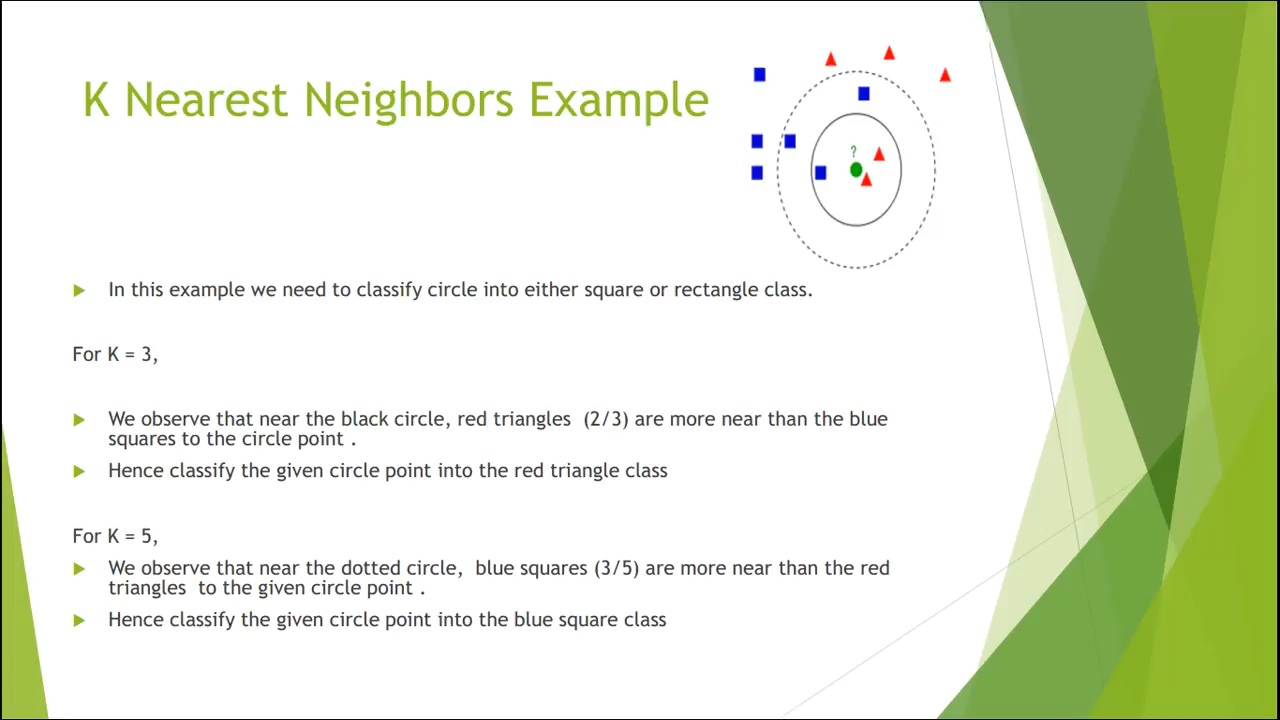 K Nearest Neighbors Example
?
In this example we need to classify circle into either square or rectangle class.
For K = 3,
We observe that near the black circle, red triangles  (2/3) are more near than the blue
squares to the circle point .
Hence classify the given circle point into the red triangle class
For K = 5,
We observe that near the dotted circle,  blue squares (3/5) are more near than the red
triangles  to the given circle point .
Hence classify the given circle point into the blue square class